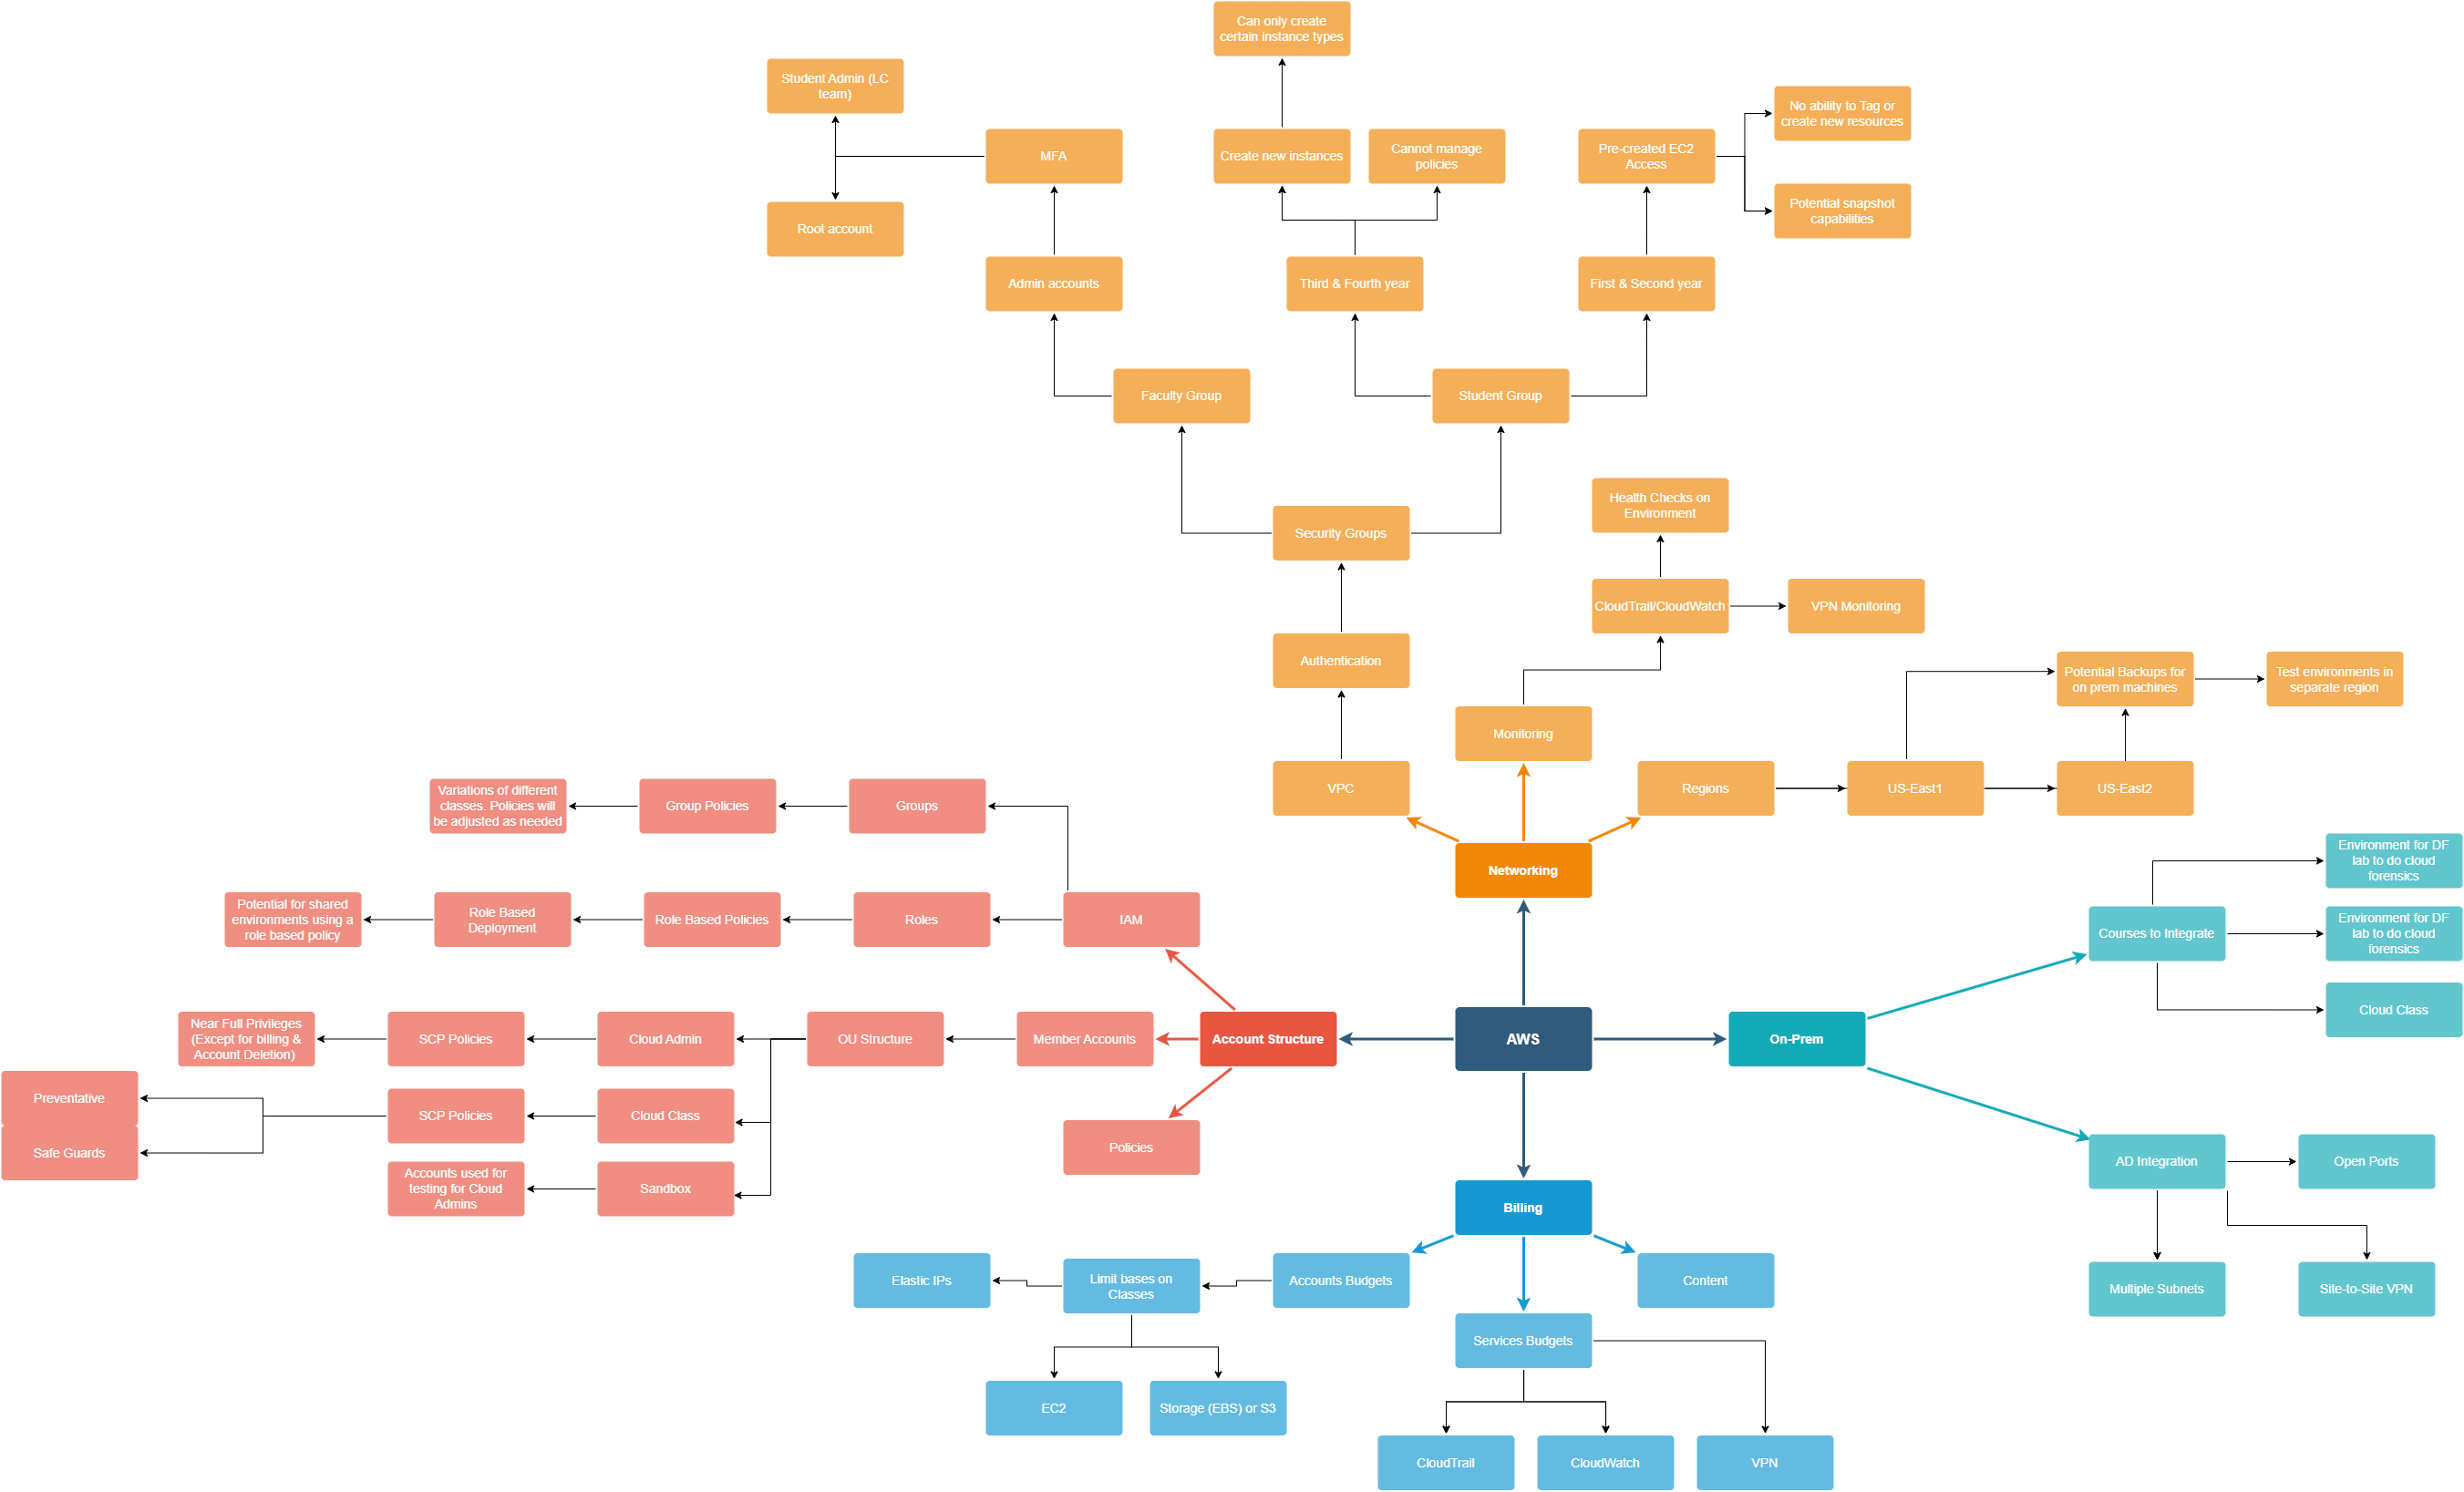 Can only create
certain instance types
Student Admin (LC
team)
No ability to Tag or
create new resources
MFA
Create new instances
Cannot manage
policies
Pre-created EC2
Access
Potential snapshot
capabilities
Root account
Admin accounts
Third & Fourth year
First & Second year
Faculty Group
Student Group
Health Checks on
Environment
Security Groups
CloudTrail/CloudWatch
VPN Monitoring
Authentication
Potential Backups for
on prem machines
Test environments in
separate region
Monitoring
VPC
Regions
US-East1
US-East2
Variations of different
classes. Policies will
be adjusted as needed
Group Policies
Groups
Networking
Environment for DF
lab to do cloud
forensics
Potential for shared
environments using a
role based policy
Role Based
Deployment
Role Based Policies
Roles
IAM
Courses to Integrate
Environment for DF
lab to do cloud
forensics
Cloud Class
Near Full Privileges
(Except for billing &
Account Deletion)
SCP Policies
Cloud Admin
OU Structure
Member Accounts
Account Structure
AWS
On-Prem
Preventative
SCP Policies
Cloud Class
Safe Guards
Policies
AD Integration
Open Ports
Accounts used for
testing for Cloud
Admins
Sandbox
Billing
Elastic IPs
Limit bases on
Classes
Accounts Budgets
Content
Multiple Subnets
Site-to-Site VPN
Services Budgets
EC2
Storage (EBS) or S3
CloudTrail
CloudWatch
VPN